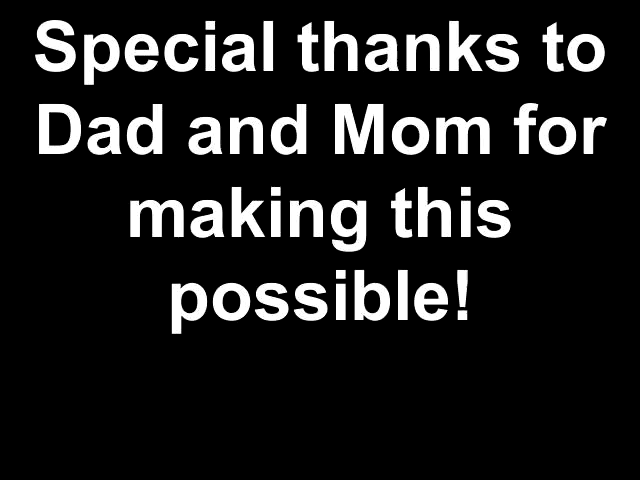 Special thanks to
Dad and Mom for
making this
possible!